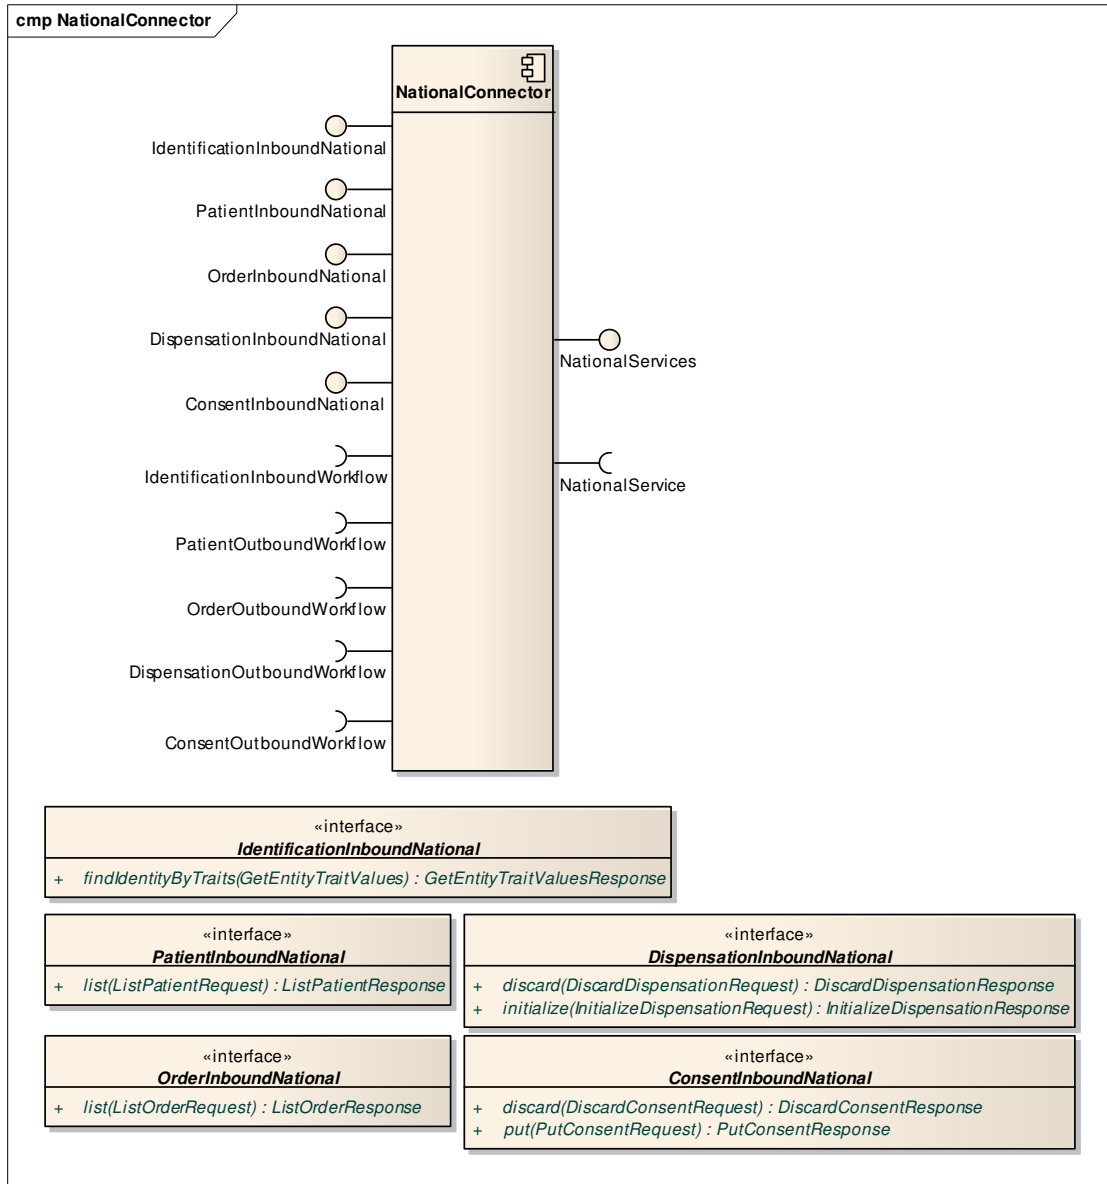 cmp NationalConnector
NationalConnector
IdentificationInboundNational
PatientInboundNational
OrderInboundNational
DispensationInboundNational
ConsentInboundNational
IdentificationInboundWorkflow
PatientOutboundWorkflow
OrderOutboundWorkflow
DispensationOutboundWorkflow
ConsentOutboundWorkflow
NationalServices
NationalService
«interface»
IdentificationInboundNational
+ findIdentityByTraits(GetEntityTraitValues) : GetEntityTraitValuesResponse
«interface»
PatientInboundNational
+ list(ListPatientRequest) : ListPatientResponse
«interface»
DispensationInboundNational
+ discard(DiscardDispensationRequest) : DiscardDispensationResponse
+ initialize(InitializeDispensationRequest) : InitializeDispensationResponse
«interface»
OrderInboundNational
+ list(ListOrderRequest) : ListOrderResponse
«interface»
ConsentInboundNational
+ discard(DiscardConsentRequest) : DiscardConsentResponse
+ put(PutConsentRequest) : PutConsentResponse